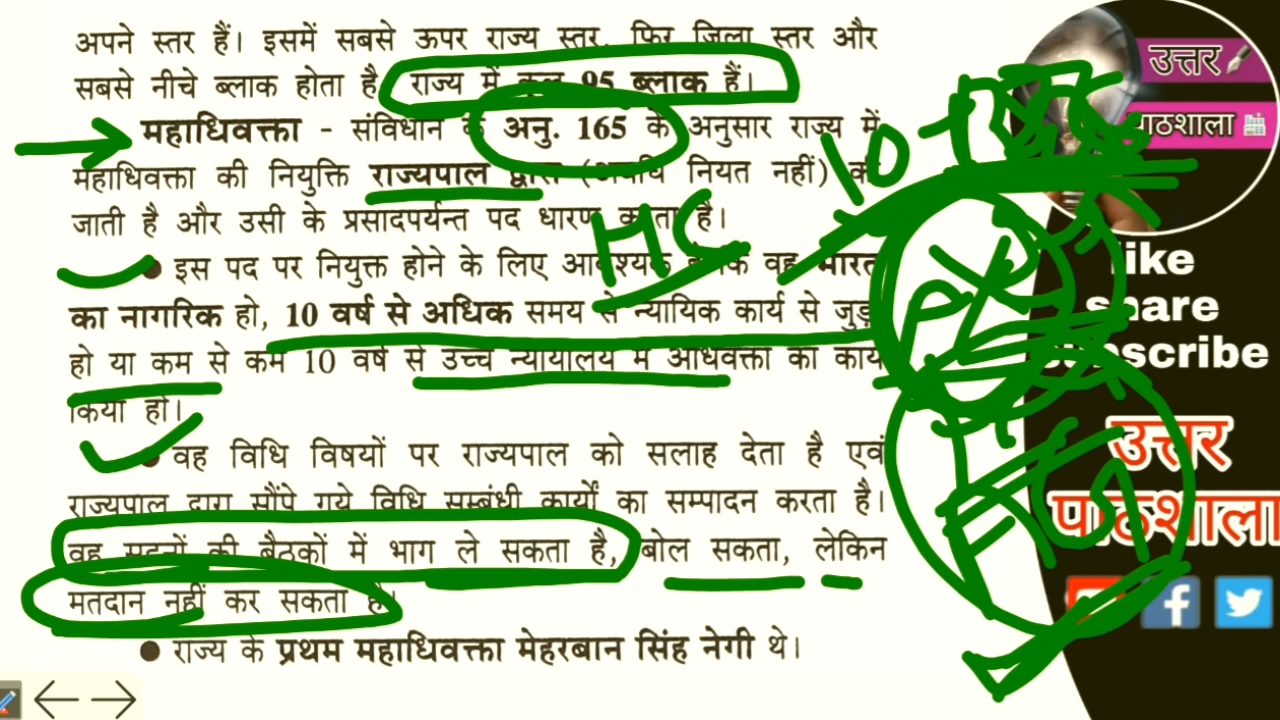 अपने स्तर हैं। इसमें सबसे ऊपर राज्य स्तर, फिर जिला स्तर और
सबसे नीचे ब्लाक होता है राज्य में कुल 95 ब्लाक हैं।
महाधिवक्ता - संविधान के अनु. 165 के अनुसार राज्य में
महाधिवक्ता की नियुक्ति राज्यपाल द्वारा (अवधि नियत नहीं) की
जाती है और उसी के प्रसादपर्यन्त पद धारण करता है।
● इस पद पर नियुक्त होने के लिए आवश्यक है कि वह भारत
का नागरिक हो, 10 वर्ष से अधिक समय से न्यायिक कार्य से जुड़ा
हो या कम से कम 10 वर्ष से उच्च न्यायालय में अधिवक्ता का कार्य
किया हो।
● वह विधि विषयों पर राज्यपाल को सलाह देता है एवं
राज्यपाल द्वारा सौंपे गये विधि सम्बंधी कार्यों का सम्पादन करता है।
वह सदनों की बैठकों में भाग ले सकता है, बोल सकता, लेकिन
मतदान नहीं कर सकता है।
● राज्य के प्रथम महाधिवक्ता मेहरबान सिंह नेगी थे।
HC
10
उत्तर
पाठशाला
like
share
subscribe
उत्तर
पाठशाला